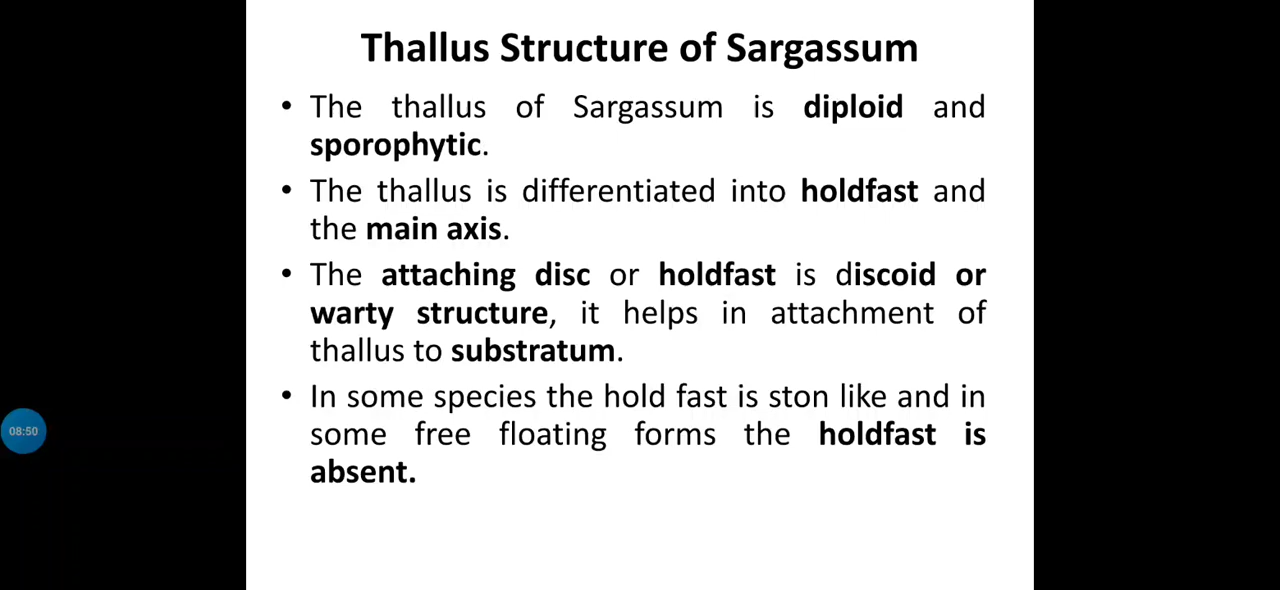 Thallus Structure of Sargassum
• The thallus of Sargassum is diploid and
sporophytic.
• The thallus is differentiated into holdfast and
the main axis.
• The attaching disc or holdfast is discoid or
warty structure, it helps in attachment of
thallus to substratum.
• In some species the hold fast is ston like and in
some free floating forms the holdfast is
absent.
08:50